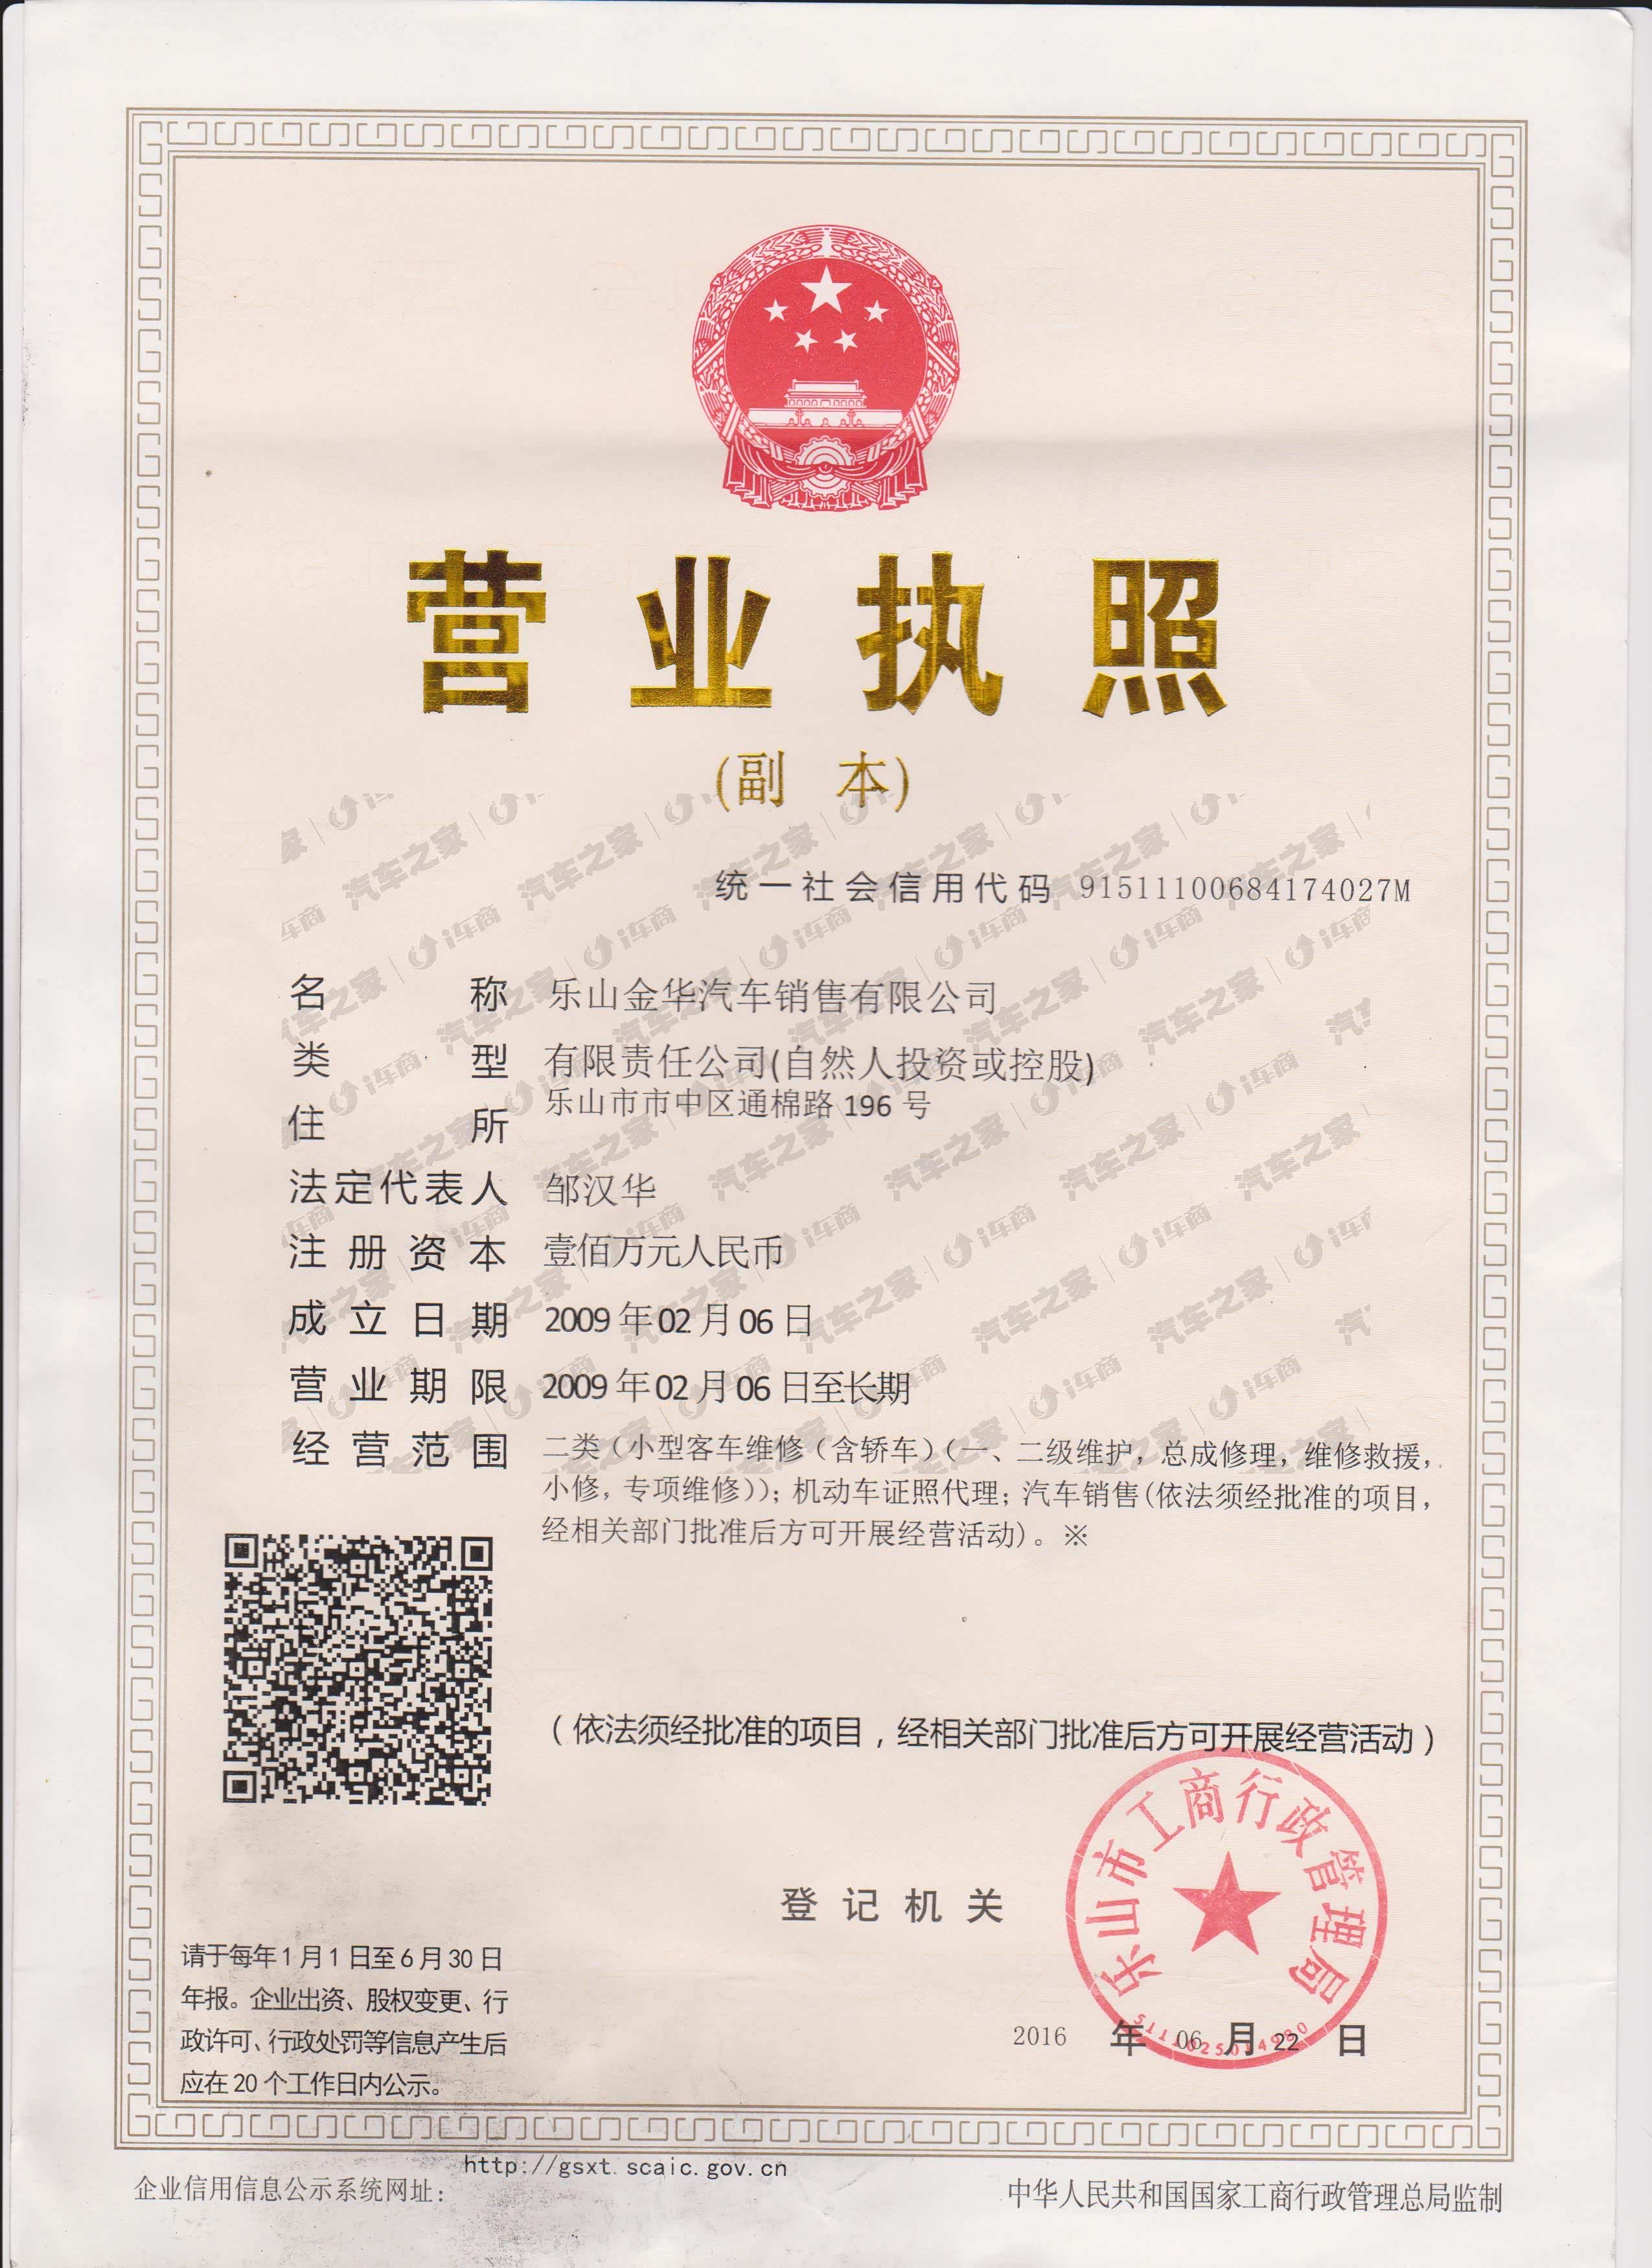 营业执照
(副 本)
统一社会信用代码 91511100684174027M
名称 乐山金华汽车销售有限公司
类型 有限责任公司(自然人投资或控股)
住所 乐山市市中区通棉路196号
法定代表人 邹汉华
注册资本 壹佰万元人民币
成立日期 2009年02月06日
营业期限 2009年02月06日至长期
经营范围 二类（小型客车维修（含轿车）（一、二级维护，总成修理，维修救援，
小修，专项维修））；机动车证照代理；汽车销售(依法须经批准的项目，
经相关部门批准后方可开展经营活动)。※
（依法须经批准的项目，经相关部门批准后方可开展经营活动）
乐山市工商行政管理局
登记机关
2016 年 06 月 22 日
请于每年1月1日至6月30日
年报。企业出资、股权变更、行
政许可、行政处罚等信息产生后
应在20个工作日内公示。
企业信用信息公示系统网址： http://gsxt.scaic.gov.cn
中华人民共和国国家工商行政管理总局监制
汽车之家 i车商